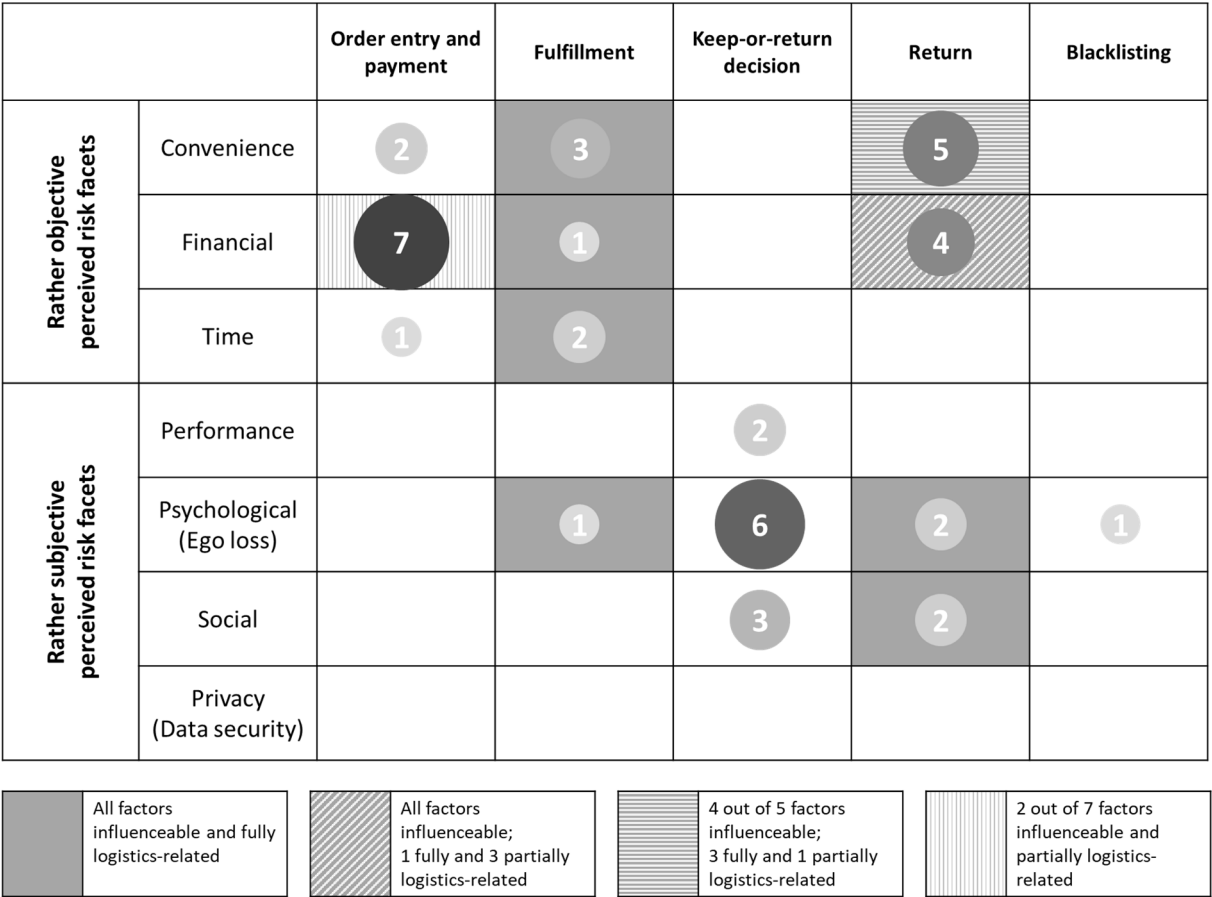 Order entry and
payment
Fulfillment
Keep-or-return
decision
Return
Blacklisting
Rather objective
perceived risk facets
Convenience
2
3
5
Financial
7
1
4
Time
1
2
Rather subjective
perceived risk facets
Performance
2
Psychological
(Ego loss)
1
6
2
1
Social
3
2
Privacy
(Data security)
All factors
influenceable and fully
logistics-related
All factors
influenceable;
1 fully and 3 partially
logistics-related
4 out of 5 factors
influenceable;
3 fully and 1 partially
logistics-related
2 out of 7 factors
influenceable and
partially logistics-
related